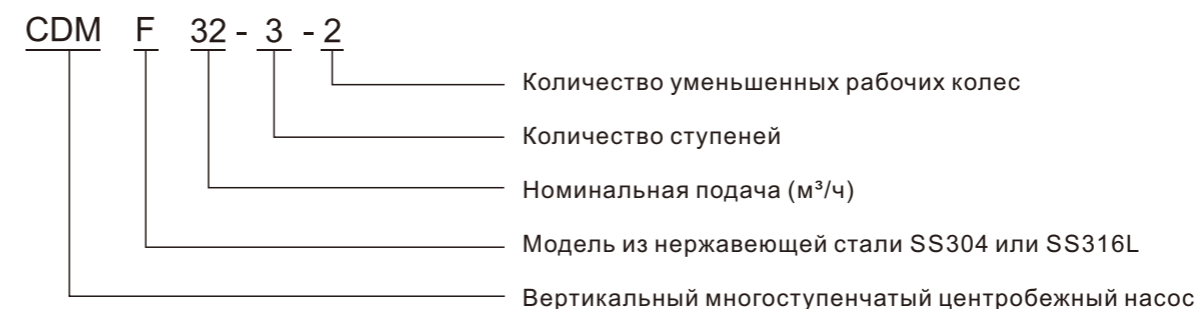 CDM F 32 - 3 - 2
Количество уменьшенных рабочих колес
Количество ступеней
Номинальная подача (м³/ч)
Модель из нержавеющей стали SS304 или SS316L
Вертикальный многоступенчатый центробежный насос